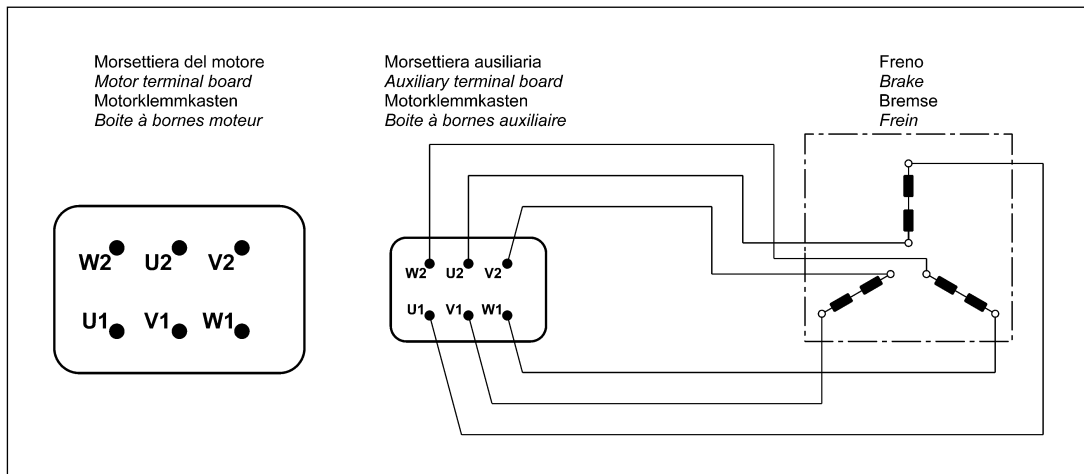 Morsettiera del motore
Motor terminal board
Motorklemmkasten
Boite à bornes moteur
Morsettiera ausiliaria
Auxiliary terminal board
Motorklemmkasten
Boite à bornes auxiliaire
Freno
Brake
Bremse
Frein
W2 U2 V2
U1 V1 W1
W2 U2 V2
U1 V1 W1